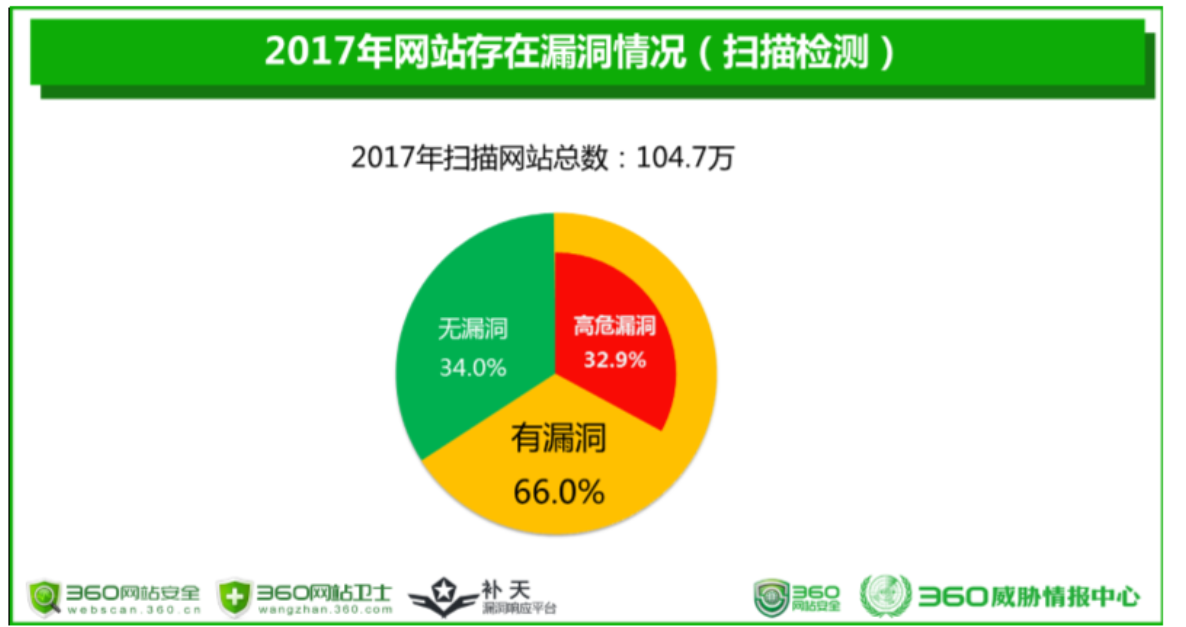 2017年网站存在漏洞情况（扫描检测）
2017年扫描网站总数：104.7万
无漏洞
34.0%
高危漏洞
32.9%
有漏洞
66.0%
360网站安全
webscan.360.cn
360网站卫士
wangzhan.360.com
补天
漏洞响应平台
360
网站安全
360威胁情报中心